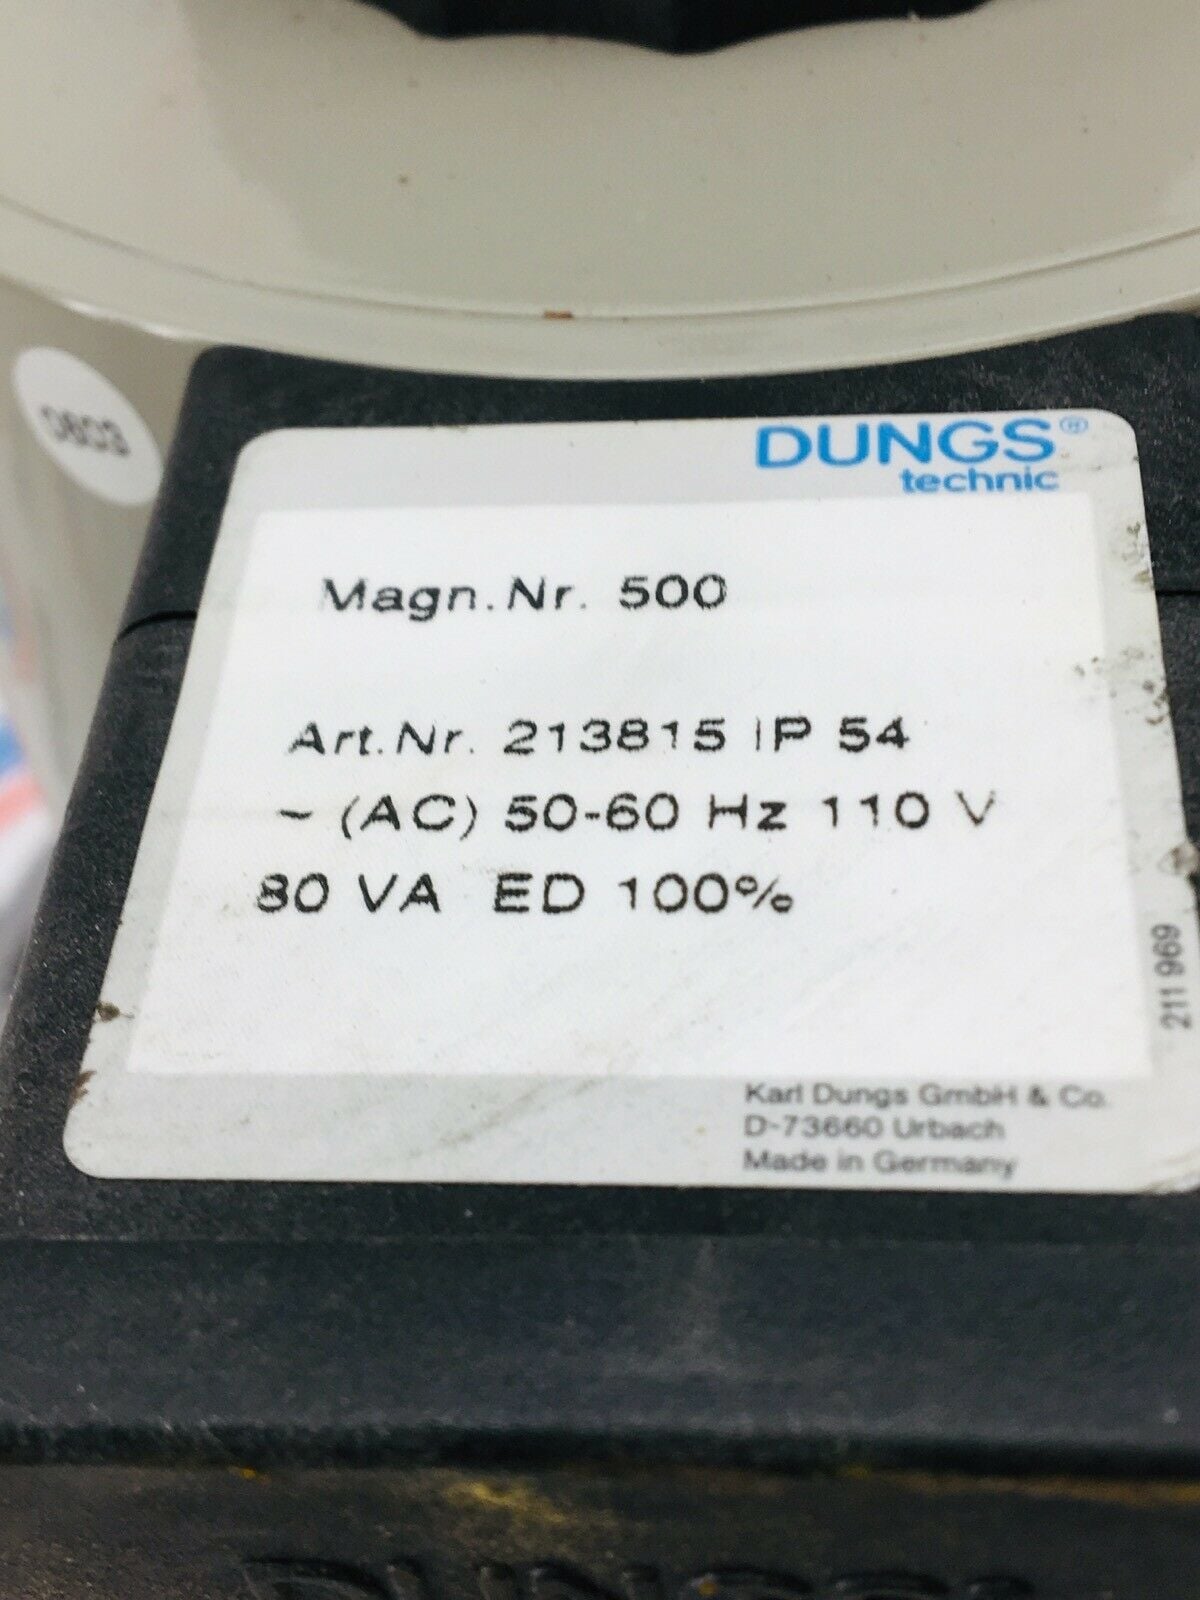 0803
DUNGS®
technic
Magn.Nr. 500
Art.Nr. 213815 IP 54
~ (AC) 50-60 Hz 110 V
80 VA ED 100%
211 969
Karl Dungs GmbH & Co.
D-73660 Urbach
Made in Germany